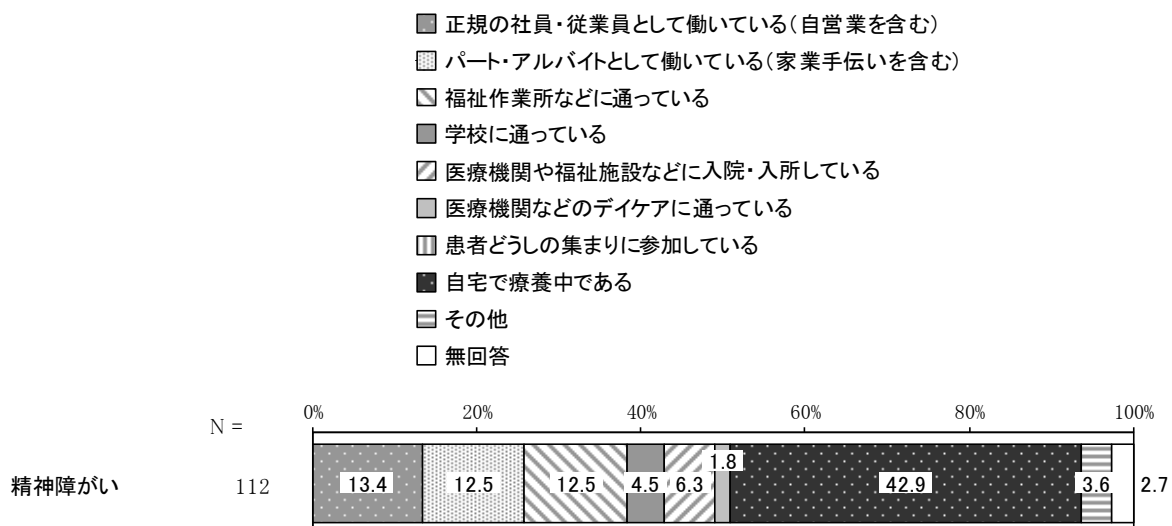 正規の社員・従業員として働いている(自営業を含む)
パート・アルバイトとして働いている(家業手伝いを含む)
福祉作業所などに通っている
学校に通っている
医療機関や福祉施設などに入院・入所している
医療機関などのデイケアに通っている
患者どうしの集まりに参加している
自宅で療養中である
その他
無回答
N = 0% 20% 40% 60% 80% 100%
精神障がい 112 13.4 12.5 12.5 4.5 6.3 1.8 42.9 3.6 2.7